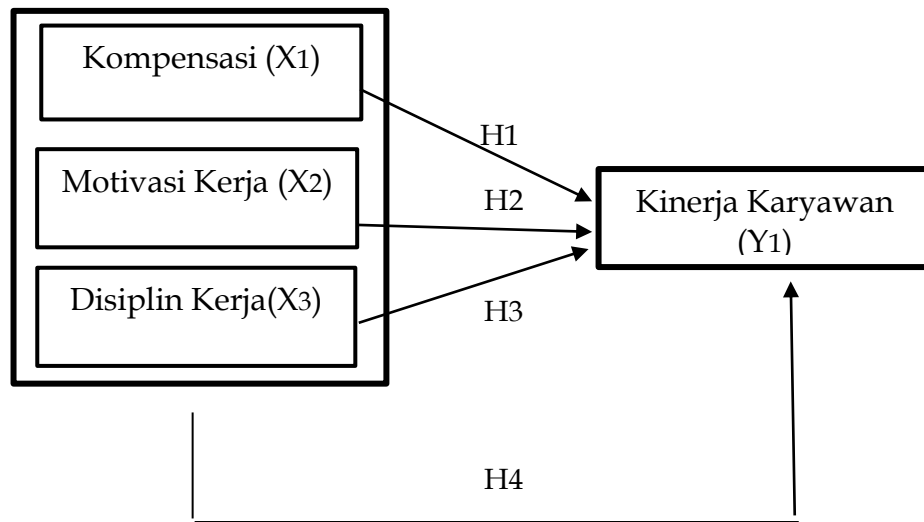 Kompensasi (X1)
H1
Motivasi Kerja (X2)
H2
Kinerja Karyawan
(Y1)
Disiplin Kerja(X3)
H3
H4